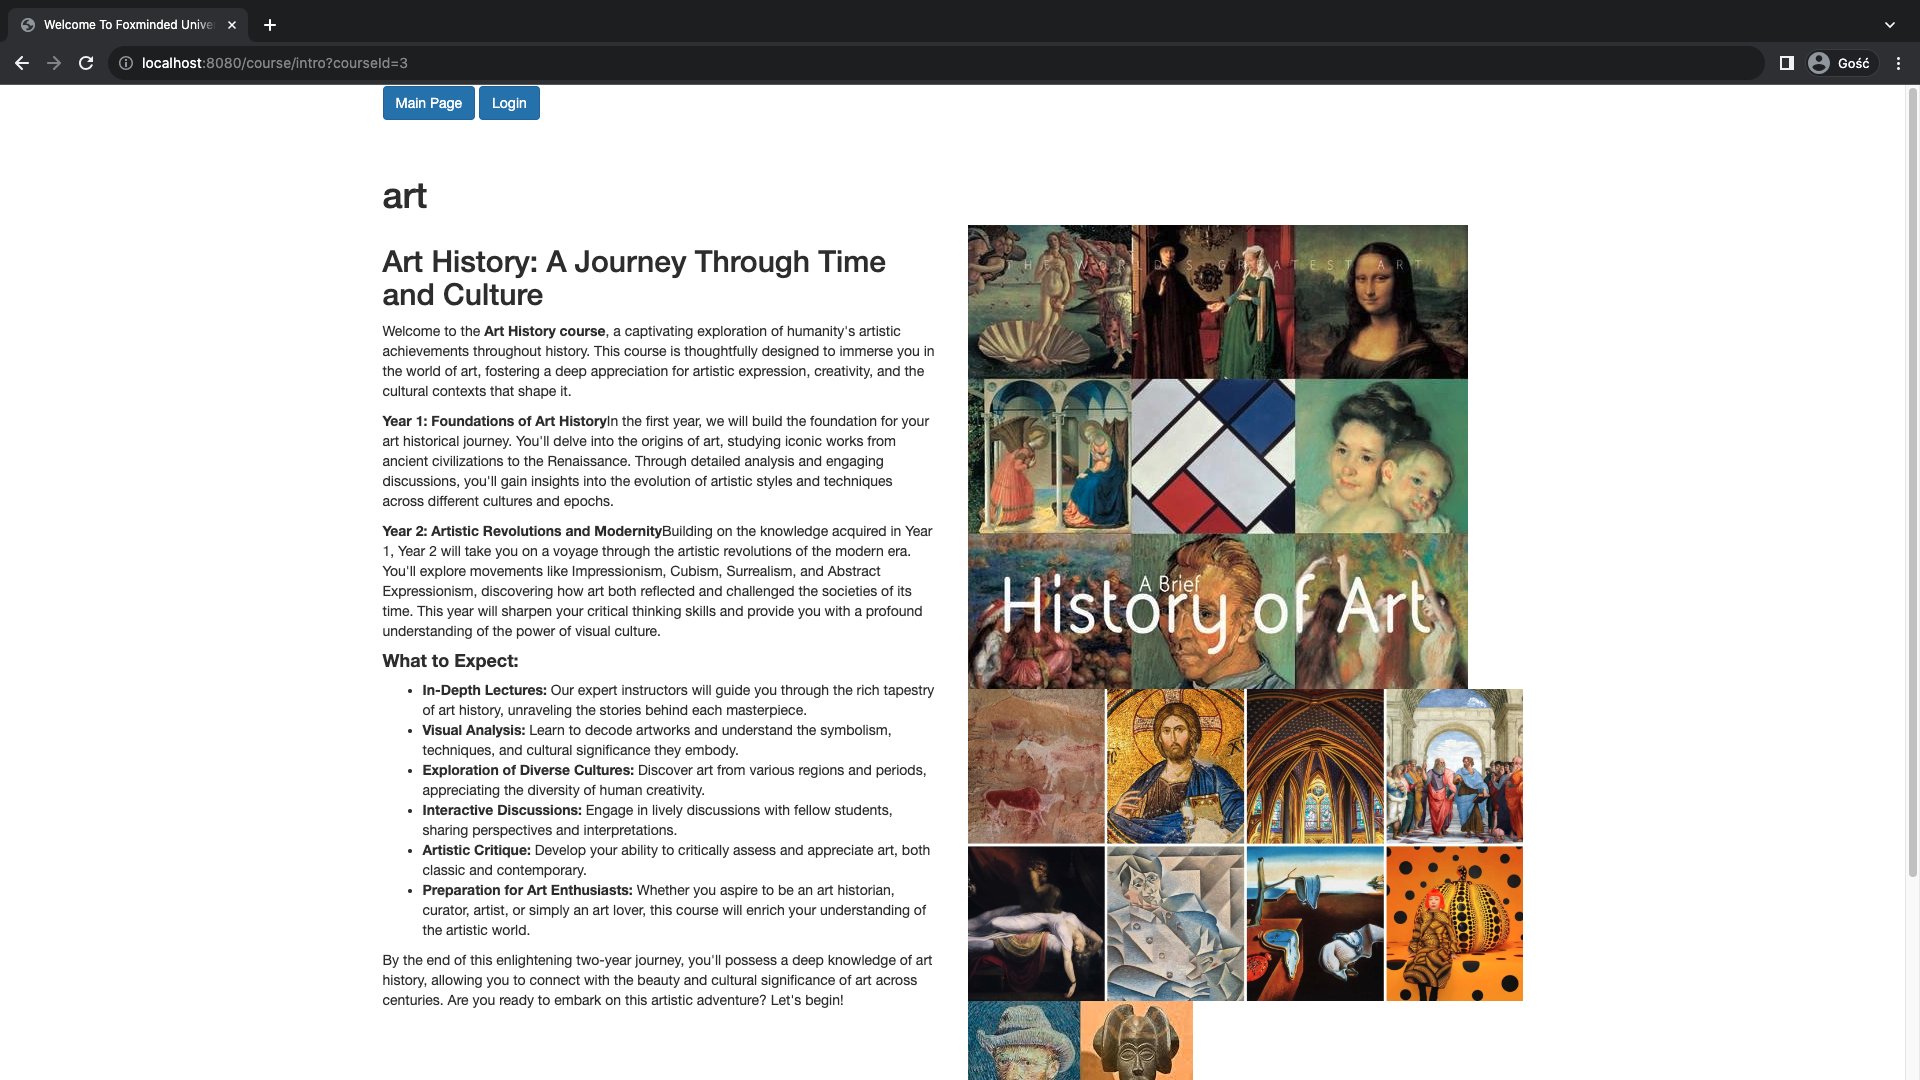 Welcome To Foxminded Unive
localhost:8080/course/intro?courseId=3
Gość
Main Page Login
art
Art History: A Journey Through Time
and Culture
Welcome to the Art History course, a captivating exploration of humanity's artistic
achievements throughout history. This course is thoughtfully designed to immerse you in
the world of art, fostering a deep appreciation for artistic expression, creativity, and the
cultural contexts that shape it.
Year 1: Foundations of Art HistoryIn the first year, we will build the foundation for your
art historical journey. You'll delve into the origins of art, studying iconic works from
ancient civilizations to the Renaissance. Through detailed analysis and engaging
discussions, you'll gain insights into the evolution of artistic styles and techniques
across different cultures and epochs.
Year 2: Artistic Revolutions and ModernityBuilding on the knowledge acquired in Year
1, Year 2 will take you on a voyage through the artistic revolutions of the modern era.
You'll explore movements like Impressionism, Cubism, Surrealism, and Abstract
Expressionism, discovering how art both reflected and challenged the societies of its
time. This year will sharpen your critical thinking skills and provide you with a profound
understanding of the power of visual culture.
What to Expect:
• In-Depth Lectures: Our expert instructors will guide you through the rich tapestry
of art history, unraveling the stories behind each masterpiece.
• Visual Analysis: Learn to decode artworks and understand the symbolism,
techniques, and cultural significance they embody.
• Exploration of Diverse Cultures: Discover art from various regions and periods,
appreciating the diversity of human creativity.
• Interactive Discussions: Engage in lively discussions with fellow students,
sharing perspectives and interpretations.
• Artistic Critique: Develop your ability to critically assess and appreciate art, both
classic and contemporary.
• Preparation for Art Enthusiasts: Whether you aspire to be an art historian,
curator, artist, or simply an art lover, this course will enrich your understanding of
the artistic world.
By the end of this enlightening two-year journey, you'll possess a deep knowledge of art
history, allowing you to connect with the beauty and cultural significance of art across
centuries. Are you ready to embark on this artistic adventure? Let's begin!
THE WORLD'S GREATEST ART
A Brief
History of Art